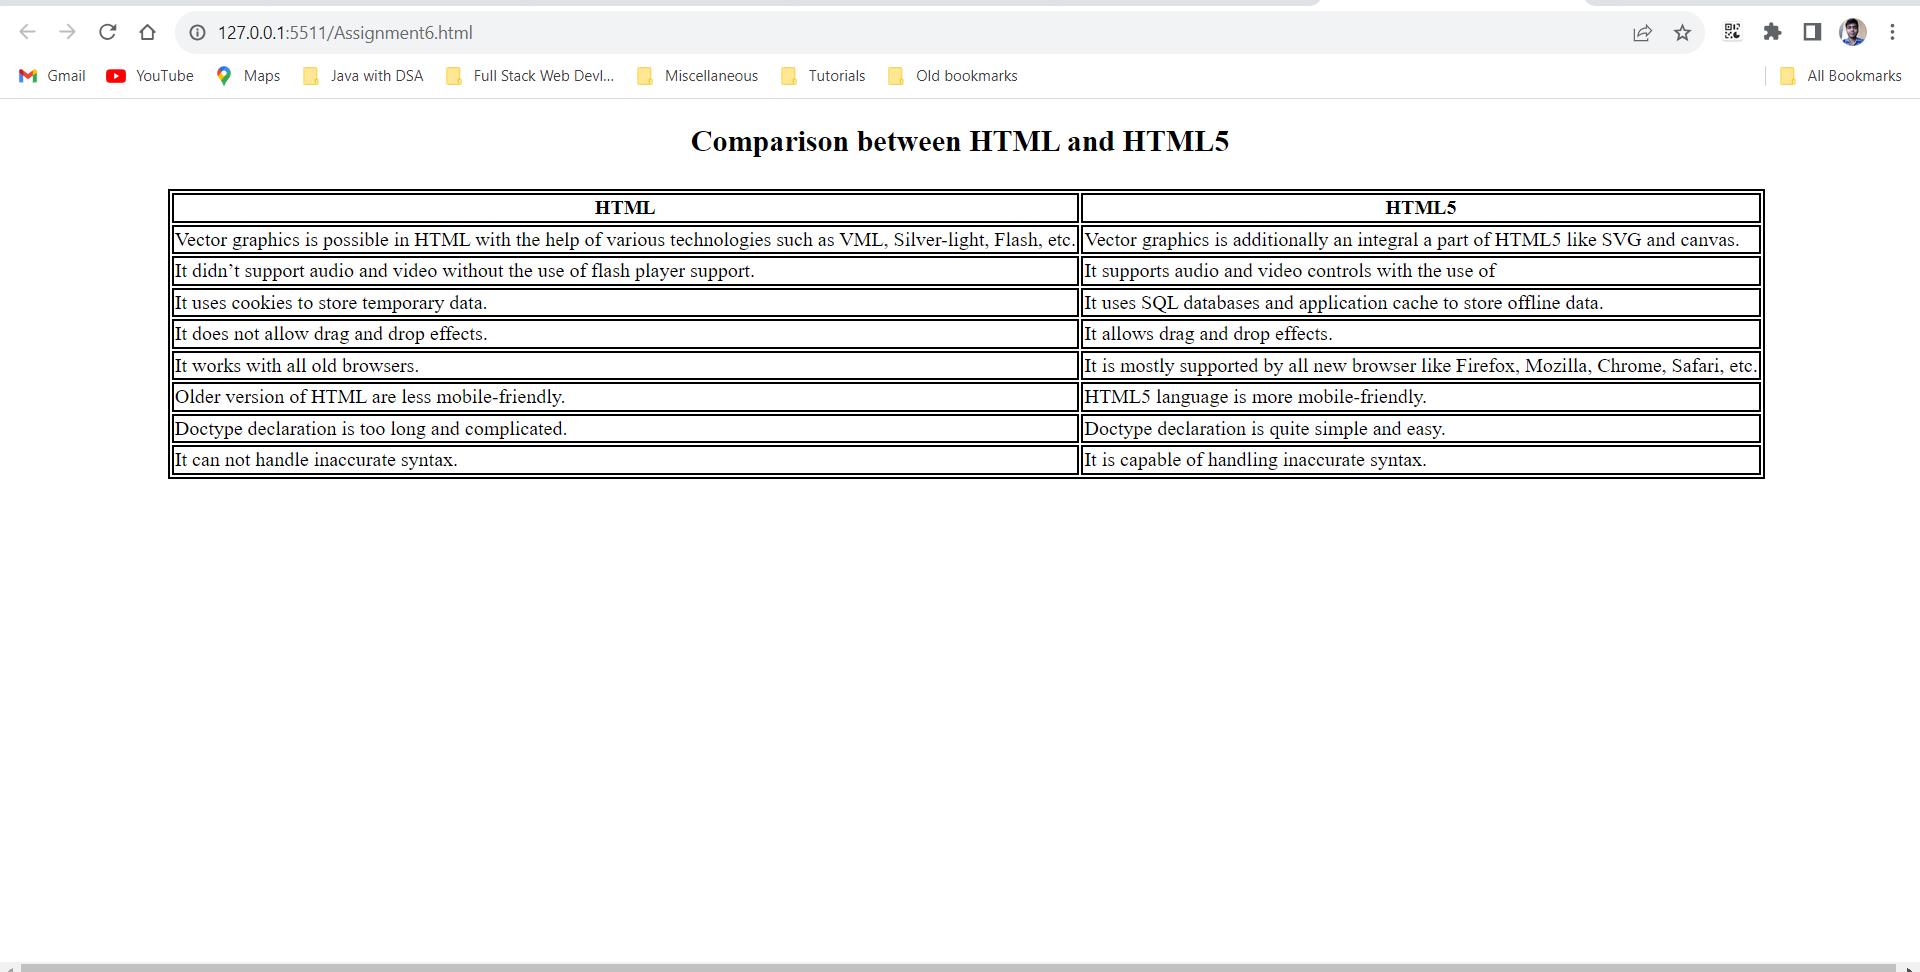 127.0.0.1:5511/Assignment6.html
Gmail YouTube Maps Java with DSA Full Stack Web Devl... Miscellaneous Tutorials Old bookmarks All Bookmarks
Comparison between HTML and HTML5
HTML HTML5
Vector graphics is possible in HTML with the help of various technologies such as VML, Silver-light, Flash, etc. Vector graphics is additionally an integral a part of HTML5 like SVG and canvas.
It didn’t support audio and video without the use of flash player support. It supports audio and video controls with the use of
It uses cookies to store temporary data. It uses SQL databases and application cache to store offline data.
It does not allow drag and drop effects. It allows drag and drop effects.
It works with all old browsers. It is mostly supported by all new browser like Firefox, Mozilla, Chrome, Safari, etc.
Older version of HTML are less mobile-friendly. HTML5 language is more mobile-friendly.
Doctype declaration is too long and complicated. Doctype declaration is quite simple and easy.
It can not handle inaccurate syntax. It is capable of handling inaccurate syntax.